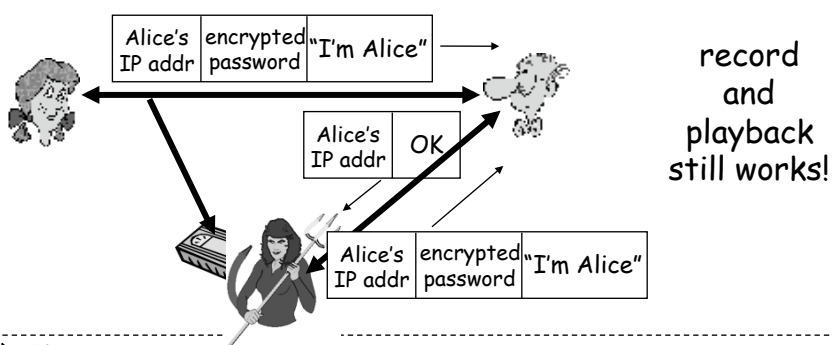 Alice's
IP addr
encrypted
password
"I'm Alice"
record
and
playback
still works!
Alice's
IP addr
OK
Alice's
IP addr
encrypted
password
"I'm Alice"